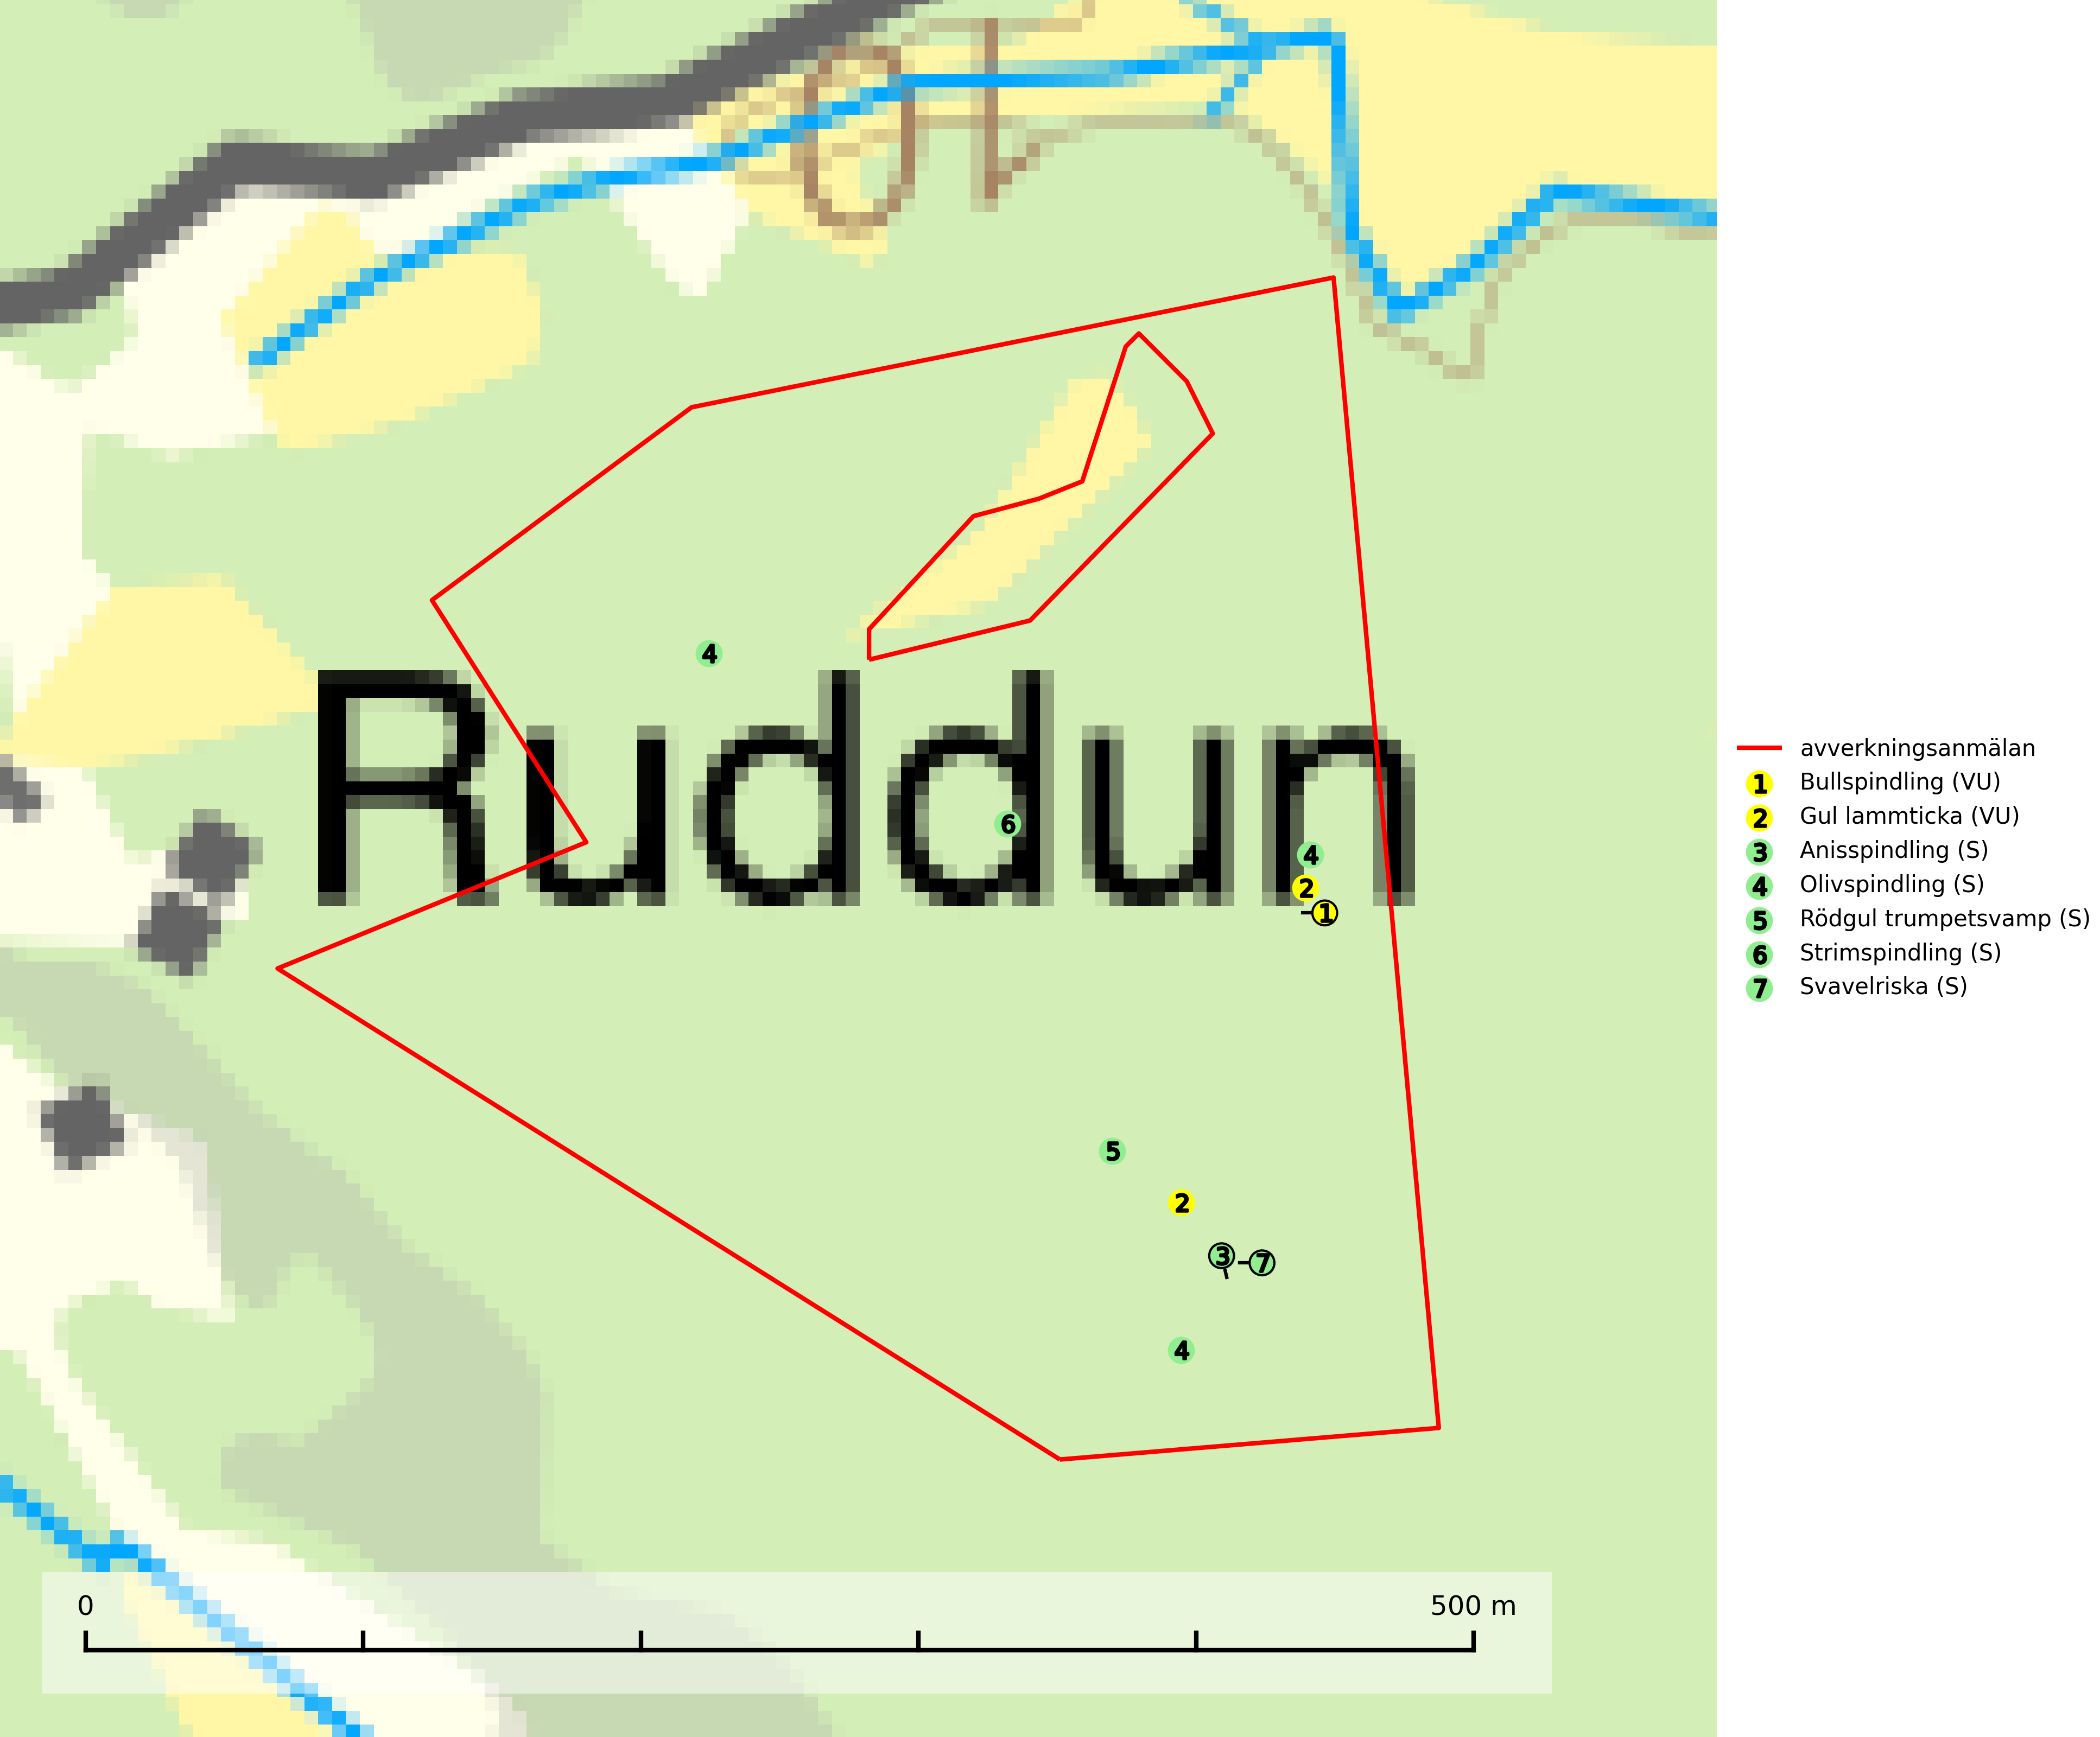 4
Ruddun
6
4
2
1
5
2
3 7
4
0 500 m
avverkningsanmälan
1 Bullspindling (VU)
2 Gul lammticka (VU)
3 Anisspindling (S)
4 Olivspindling (S)
5 Rödgul trumpetsvamp (S)
6 Strimspindling (S)
7 Svavelriska (S)